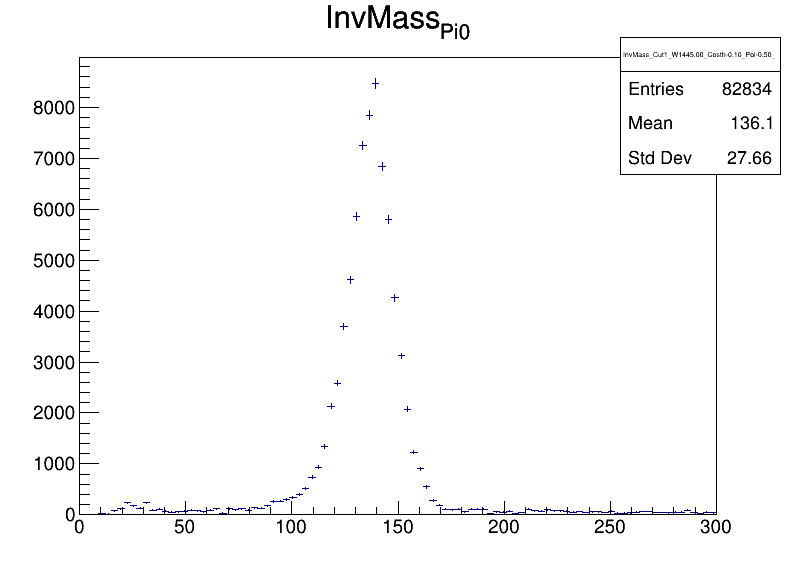 InvMass_Pi0
InvMass_Cut1_W1445.00_Costh-0.10_Pol-0.50_
Entries 82834
Mean 136.1
Std Dev 27.66
8000
7000
6000
5000
4000
3000
2000
1000
0
0 50 100 150 200 250 300